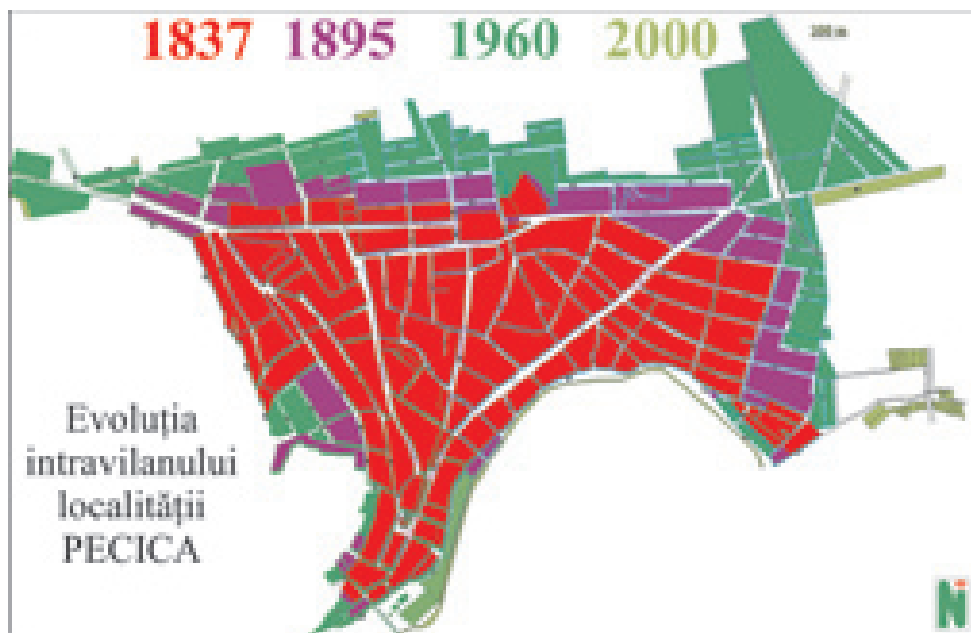 1837 1895 1960 2000
Evoluția
intravilanului
localității
PECICA